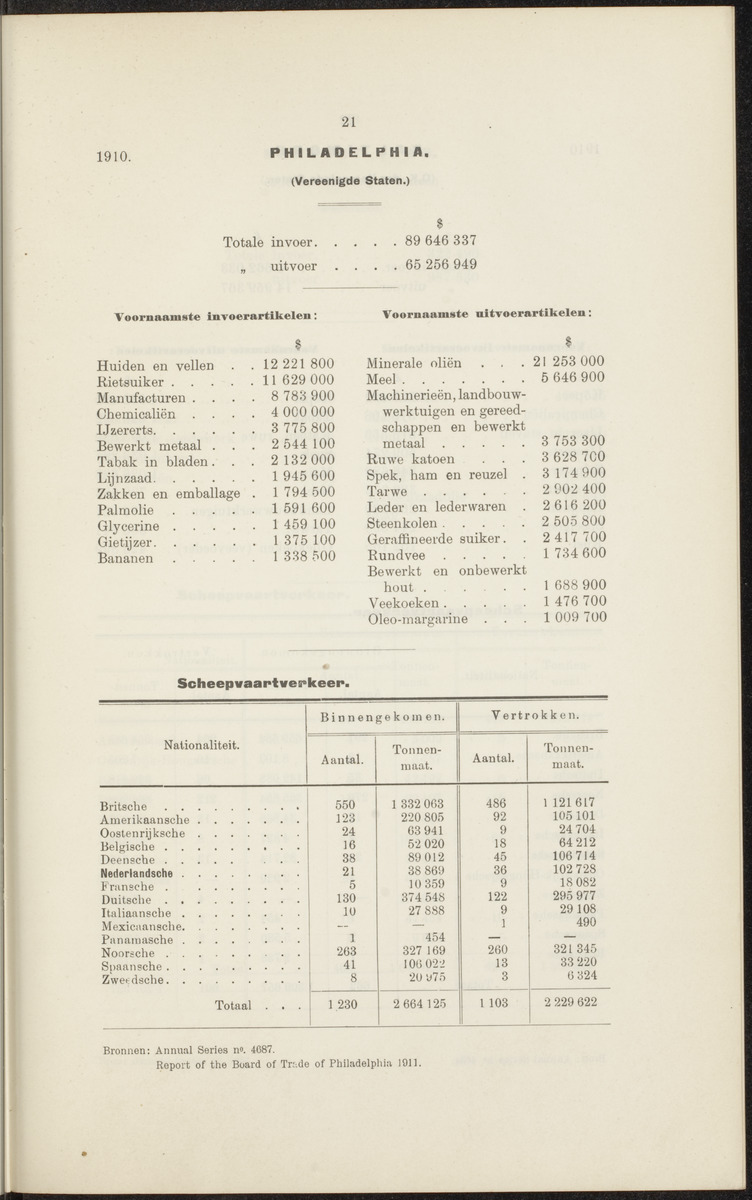 21
1910.
PHILADELPHIA.
(Vereenigde Staten.)
$
Totale invoer. . . . . 89 646 337
„ uitvoer . . . . 65 256 949
Voornaamste invoerartikelen:
$
Huiden en vellen . . 12 221 800
Rietsuiker . . . . . 11 629 000
Manufacturen . . . . 8 783 900
Chemicaliën . . . . 4 000 000
IJzererts. . . . . . 3 775 800
Bewerkt metaal . . . 2 544 100
Tabak in bladen . . . 2 132 000
Lijnzaad. . . . . . 1 945 600
Zakken en emballage . 1 794 500
Palmolie . . . . . 1 591 600
Glycerine . . . . . 1 459 100
Gietijzer. . . . . . 1 375 100
Bananen . . . . . 1 338 500
Voornaamste uitvoerartikelen:
$
Minerale oliën . . . 21 253 000
Meel . . . . . . . 5 646 900
Machinerieën, landbouw-
werktuigen en gereed-
schappen en bewerkt
metaal . . . . . 3 753 300
Ruwe katoen . . . 3 628 700
Spek, ham en reuzel . 3 174 900
Tarwe . . . . . . 2 902 400
Leder en lederwaren . 2 616 200
Steenkolen . . . . . 2 505 800
Geraffineerde suiker . . 2 417 700
Rundvee . . . . . 1 734 600
Bewerkt en onbewerkt
hout . . . . . . 1 688 900
Veekoeken . . . . . 1 476 700
Oleo-margarine . . . 1 009 700
Scheepvaartverkeer.
Nationaliteit. Binnengekomen. Vertrokken.
Aantal. Tonnen-maat. Aantal. Tonnen-maat.
Britsche . . . . . . . . . 550 1 332 063 486 1 121 617
Amerikaansche . . . . . . . 123 220 805 92 105 101
Oostenrijksche . . . . . . . 24 63 941 9 24 704
Belgische . . . . . . . . . 16 52 020 18 64 212
Deensche . . . . . . . . 38 89 012 45 106 714
Nederlandsche . . . . . . . . 21 38 869 36 102 728
Fransche . . . . . . . . 5 10 359 9 18 082
Duitsche . . . . . . . . . 130 374 548 122 295 977
Italiaansche . . . . . . . . 10 27 888 9 29 108
Mexicaansche. . . . . . . . — — 1 490
Panamasche . . . . . . . . 1 454 — —
Noorsche . . . . . . . . . 263 327 169 260 321 345
Spaansche . . . . . . . . . 41 106 022 13 33 220
Zweedsche . . . . . . . . . 8 20 975 3 6 324
Totaal . . . 1 230 2 664 125 1 103 2 229 622
Bronnen: Annual Series nº. 4687.
Report of the Board of Trade of Philadelphia 1911.